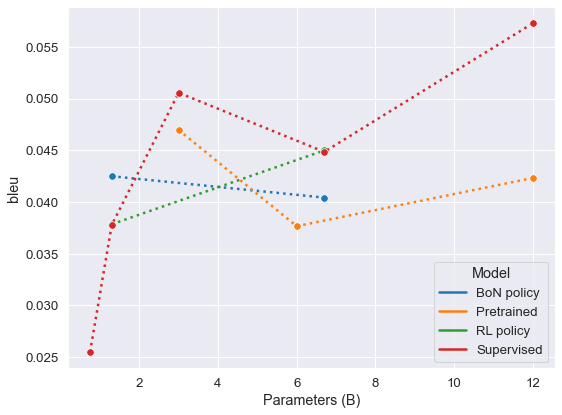 0.055
0.050
0.045
0.040
0.035
0.030
0.025
bleu
2 4 6 8 10 12
Parameters (B)
Model
BoN policy
Pretrained
RL policy
Supervised